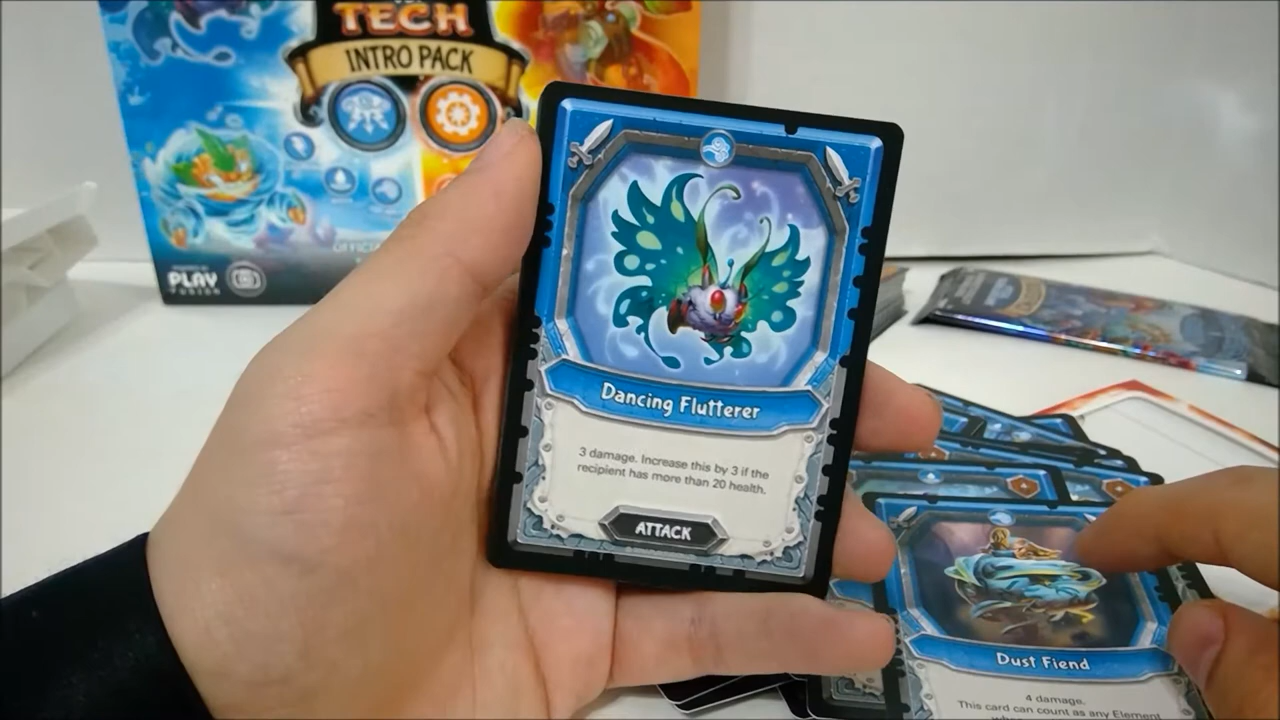 TECH
INTRO PACK
PLAY
FUSION
Dancing Flutterer
3 damage. Increase this by 3 if the
recipient has more than 20 health.
ATTACK
Dust Fiend
4 damage.
This card can count as any Element